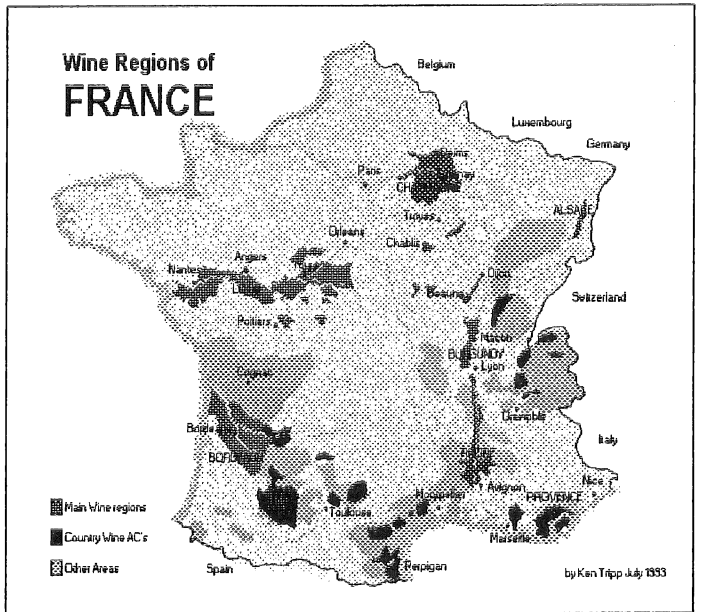 Wine Regions of
FRANCE
Belgium
Luxembourg
Germany
Reims
Paris
Troyes
ALSACE
Orleans
Chablis
Angers
Nantes
Dijon
Beaune
Switzerland
Poitiers
Macon
BURGUNDY
Lyon
Cognac
Grenoble
Bordeaux
Italy
BORDEAUX
Avignon
Nice
PROVENCE
Toulouse
Marseille
Main Wine regions
Country Wine AC's
Other Areas
Spain
Perpigan
by Ken Tripp July 1993